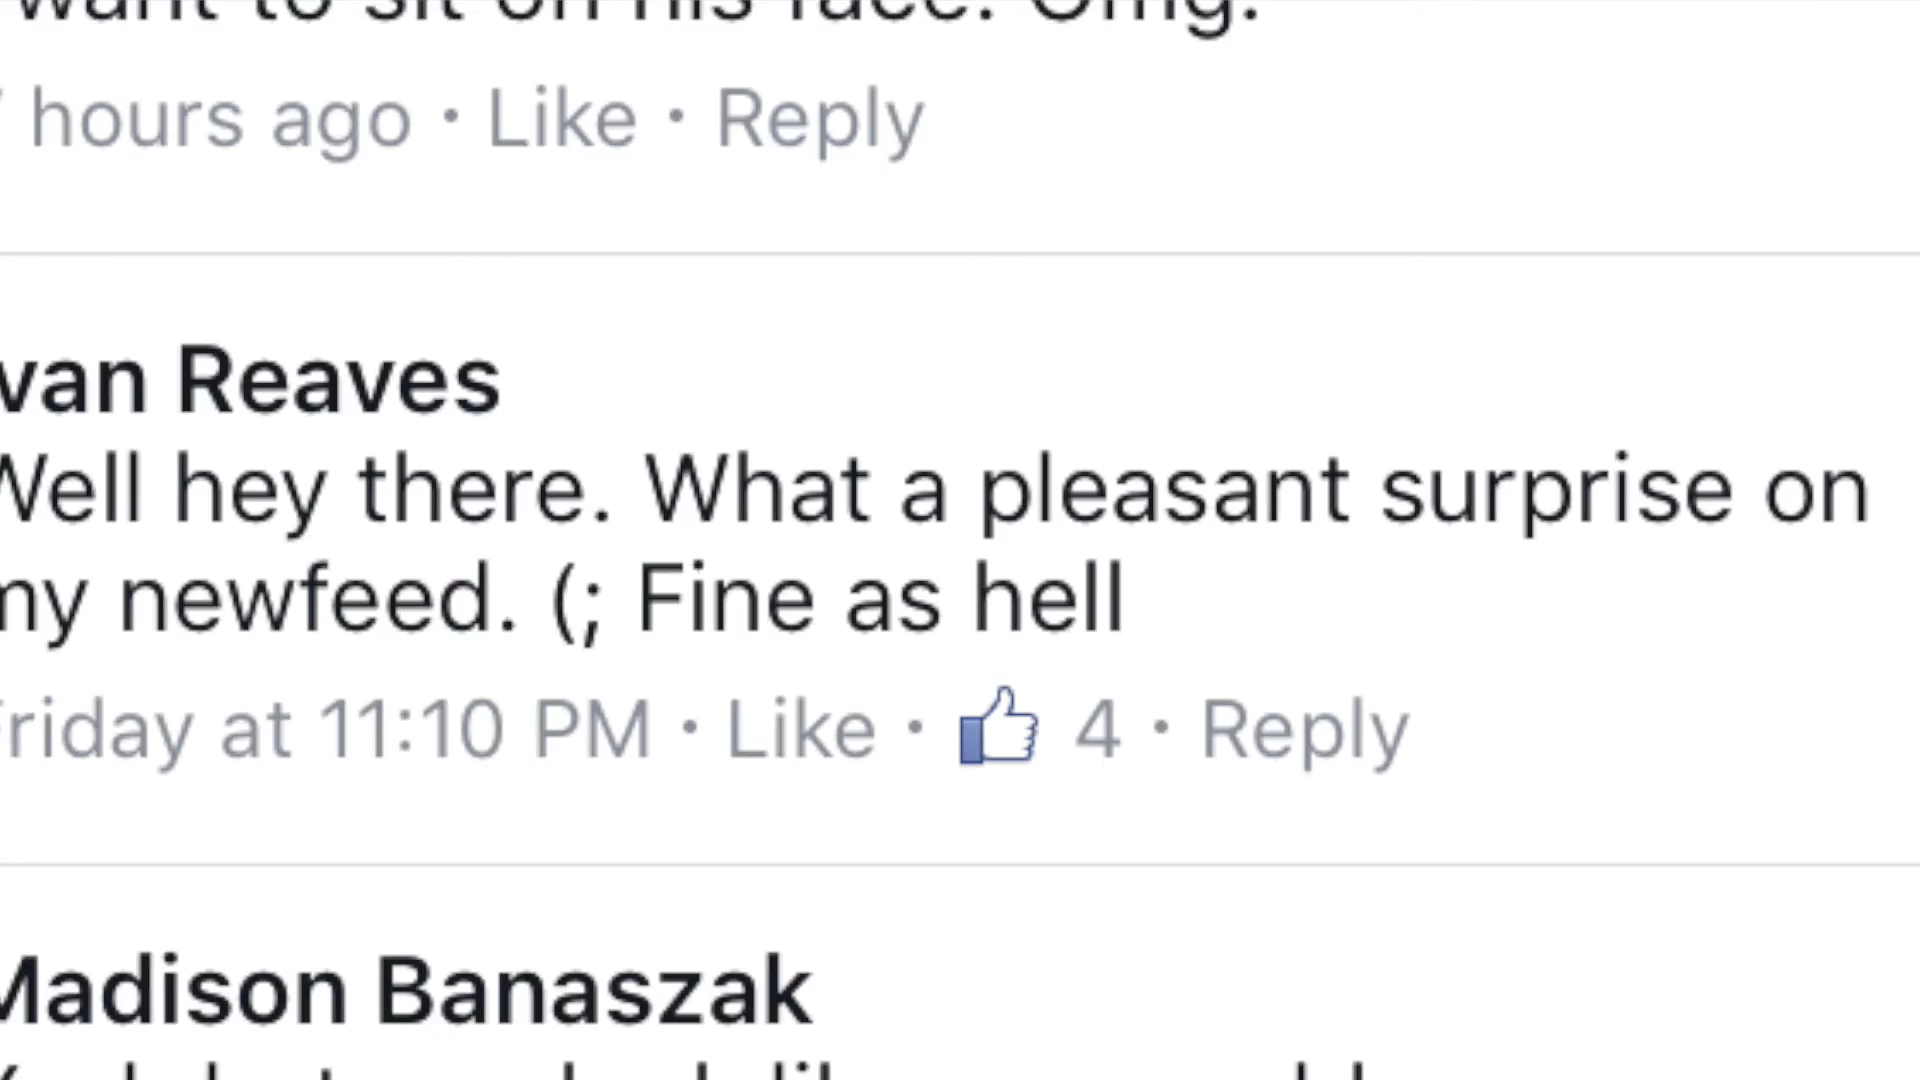 want to sit on his face. Omg.
hours ago · Like · Reply
van Reaves
Well hey there. What a pleasant surprise on
my newfeed. (; Fine as hell
Friday at 11:10 PM · Like · 4 · Reply
Madison Banaszak